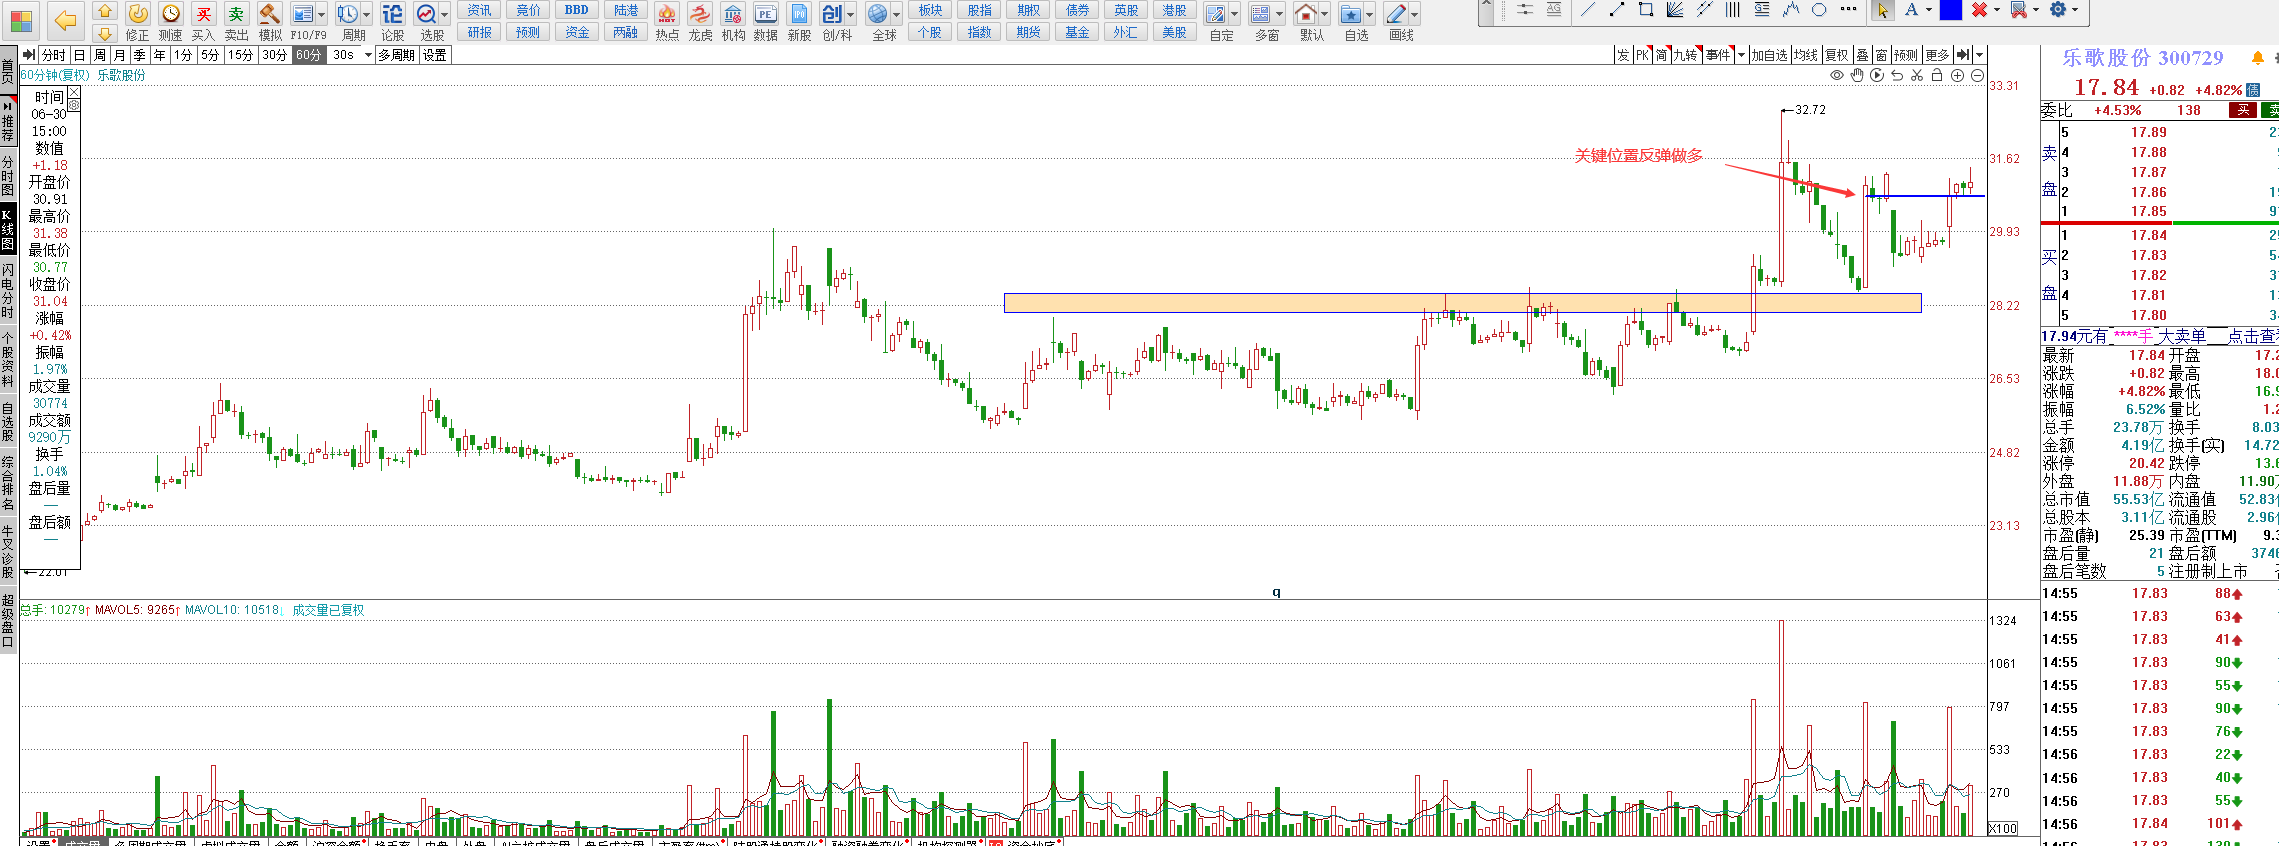 修正 测速 买入 卖出 模拟 F10/F9 周期 论股 选股 热点 龙虎 机构 数据 新股 创/科 全球 自定 多窗 默认 自选 画线
资讯 竞价 BBD 陆港 板块 股指 期权 债券 英股 港股
研报 预测 资金 两融 个股 指数 期货 基金 外汇 美股
分时 日 周 月 季 年 1分 5分 15分 30分 60分 30s 多周期 设置
发 PK 简 九转 事件 加自选 均线 复权 叠 窗 预测 更多
60分钟(复权) 乐歌股份
首页
推荐
分时图
K线图
闪电分时
个股资料
自选股
综合排名
牛叉诊股
超级盘口
时间
06-30
15:00
数值
+1.18
开盘价
30.91
最高价
31.38
最低价
30.77
收盘价
31.04
涨幅
+0.42%
振幅
1.97%
成交量
30774
成交额
9290万
换手
1.04%
盘后量
—
盘后额
—
22.01
32.72
关键位置反弹做多
33.31
31.62
29.93
28.22
26.53
24.82
23.13
q
总手: 10279↑ MAVOL5: 9265↑ MAVOL10: 10518↓ 成交量已复权
1324
1061
797
533
270
X100
乐歌股份 300729
17.84 +0.82 +4.82% 债
委比 +4.53% 138 买
卖盘
5 17.89
4 17.88
3 17.87
2 17.86
1 17.85
买盘
1 17.84
2 17.83
3 17.82
4 17.81
5 17.80
17.94元有 ****手 大卖单 点击查
最新 17.84 开盘 17.2
涨跌 +0.82 最高 18.0
涨幅 +4.82% 最低 16.9
振幅 6.52% 量比 1.2
总手 23.78万 换手 8.03
金额 4.19亿 换手(实) 14.72
涨停 20.42 跌停 13.6
外盘 11.88万 内盘 11.90
总市值 55.53亿 流通值 52.83
总股本 3.11亿 流通股 2.96
市盈(静) 25.39 市盈(TTM) 9.3
盘后量 21 盘后额 3746
盘后笔数 5 注册制上市
14:55 17.83 88
14:55 17.83 63
14:55 17.83 41
14:55 17.83 90
14:55 17.83 55
14:55 17.83 90
14:55 17.83 76
14:56 17.83 22
14:56 17.83 40
14:56 17.83 55
14:56 17.84 101